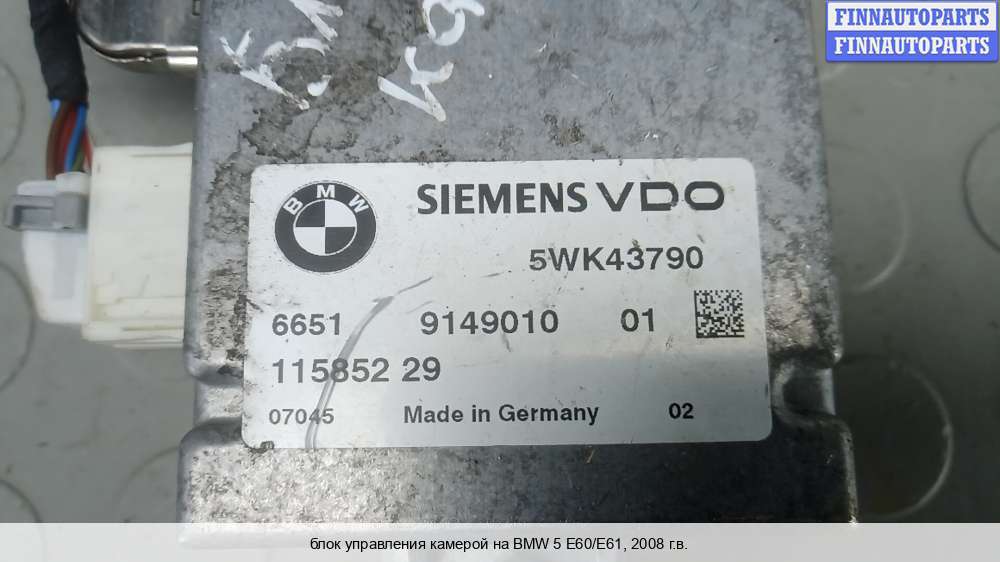 FINNAUTOPARTS
FINNAUTOPARTS
BMW
SIEMENS VDO
5WK43790
6651 9149010 01
115852 29
07045 Made in Germany 02
блок управления камерой на BMW 5 E60/E61, 2008 г.в.